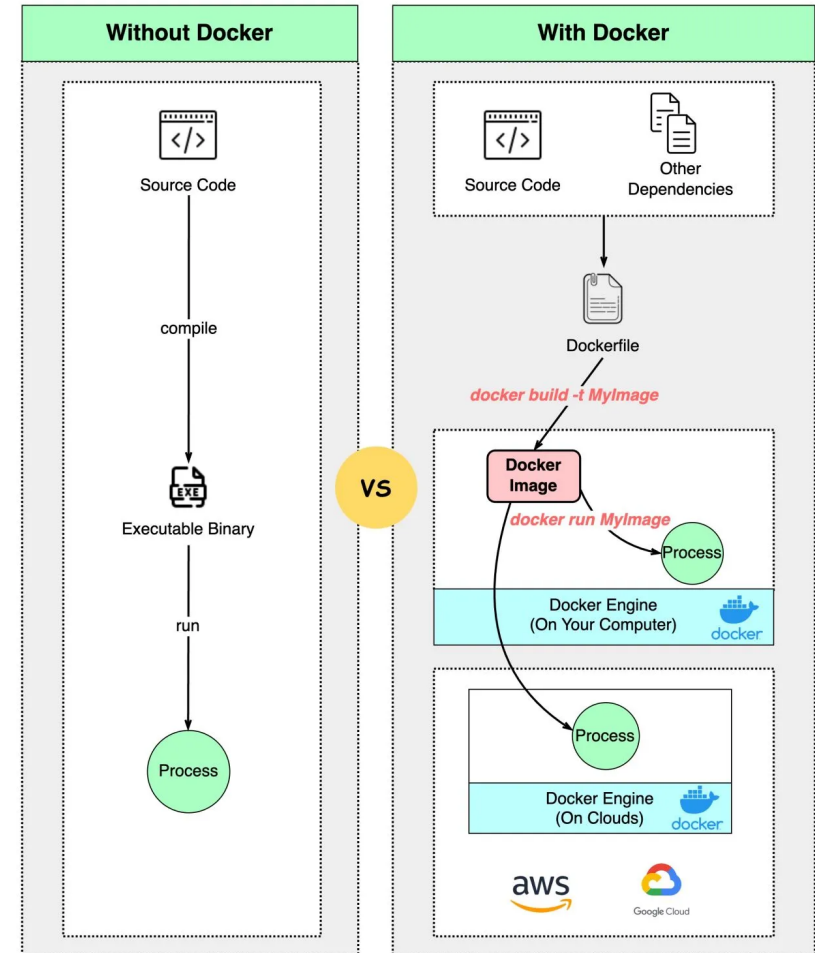 Without Docker
Source Code
compile
EXE
Executable Binary
run
Process
VS
With Docker
Source Code
Other
Dependencies
Dockerfile
docker build -t MyImage
Docker
Image
docker run MyImage
Process
Docker Engine
(On Your Computer)
docker
Process
Docker Engine
(On Clouds)
docker
aws
Google Cloud